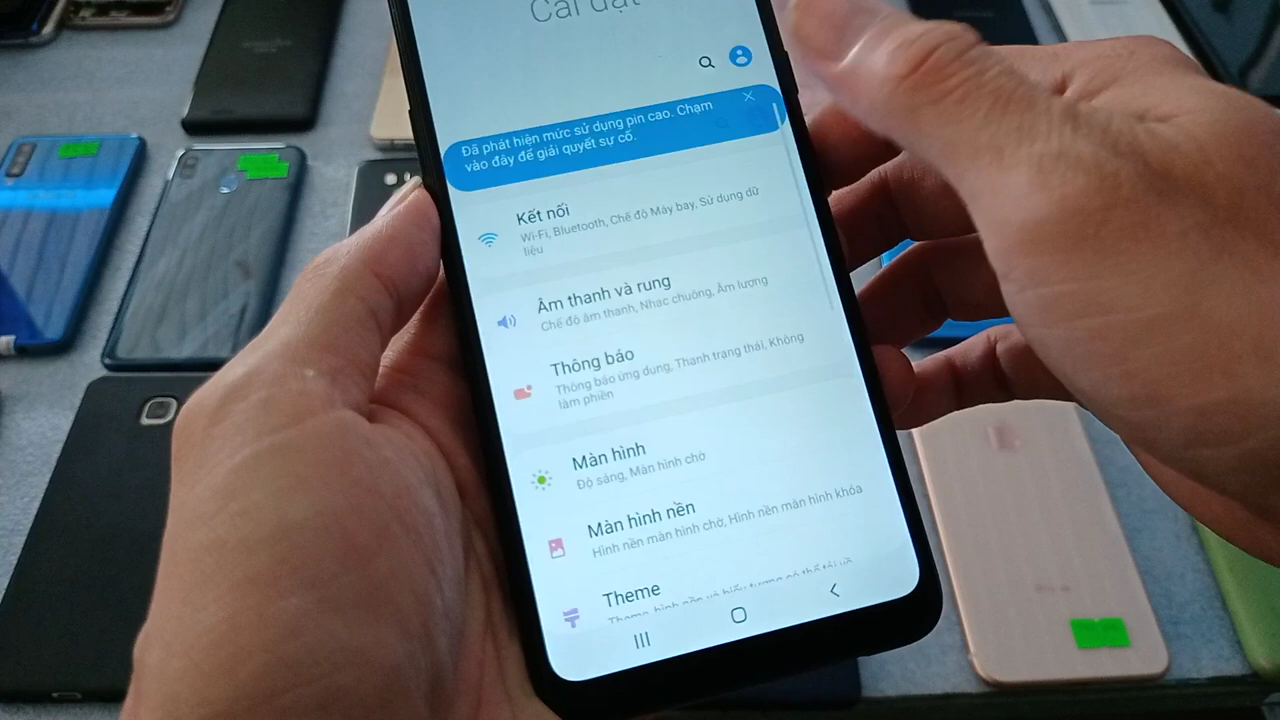 Cài đặt
Đã phát hiện mức sử dụng pin cao. Chạm
vào đây để giải quyết sự cố.
Kết nối
Wi-Fi, Bluetooth, Chế độ Máy bay, Sử dụng dữ
liệu
Âm thanh và rung
Chế độ âm thanh, Nhạc chuông, Âm lượng
Thông báo
Thông báo ứng dụng, Thanh trạng thái, Không
làm phiền
Màn hình
Độ sáng, Màn hình chờ
Màn hình nền
Hình nền màn hình chờ, Hình nền màn hình khóa
Theme